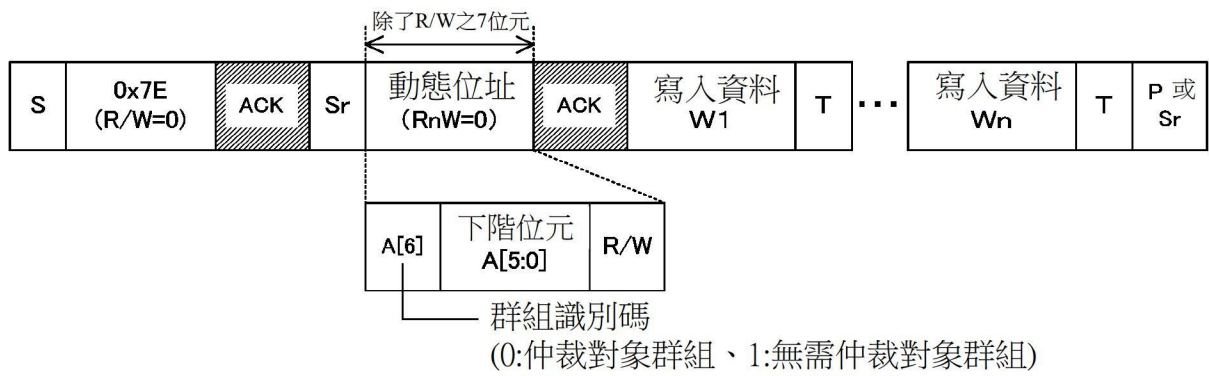 除了R/W之7位元
S
0x7E
(R/W=0)
ACK
Sr
動態位址
(RnW=0)
ACK
寫入資料
W1
T
...
寫入資料
Wn
T
P 或
Sr
A[6]
下階位元
A[5:0]
R/W
群組識別碼
(0:仲裁對象群組、1:無需仲裁對象群組)